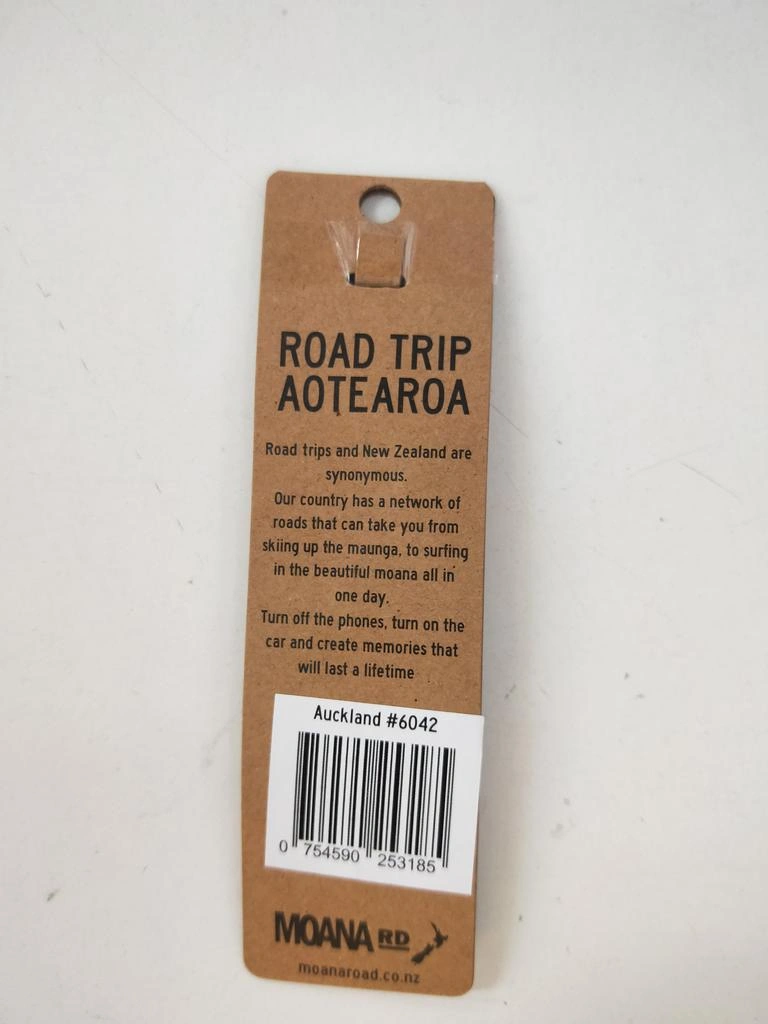 ROAD TRIP
AOTEAROA
Road trips and New Zealand are
synonymous.
Our country has a network of
roads that can take you from
skiing up the maunga, to surfing
in the beautiful moana all in
one day.
Turn off the phones, turn on the
car and create memories that
will last a lifetime
Auckland #6042
0 754590 253185
MOANA RD
moanaroad.co.nz